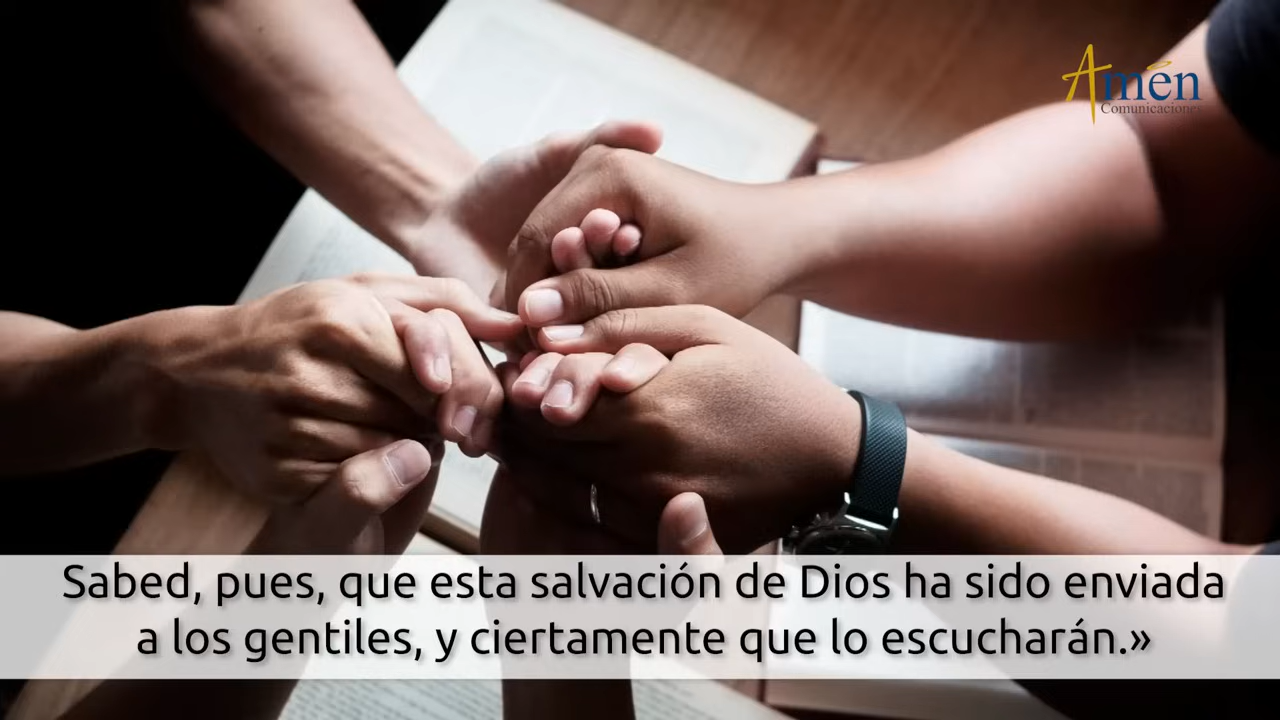 Amén
Comunicaciones
Sabed, pues, que esta salvación de Dios ha sido enviada
a los gentiles, y ciertamente que lo escucharán.»